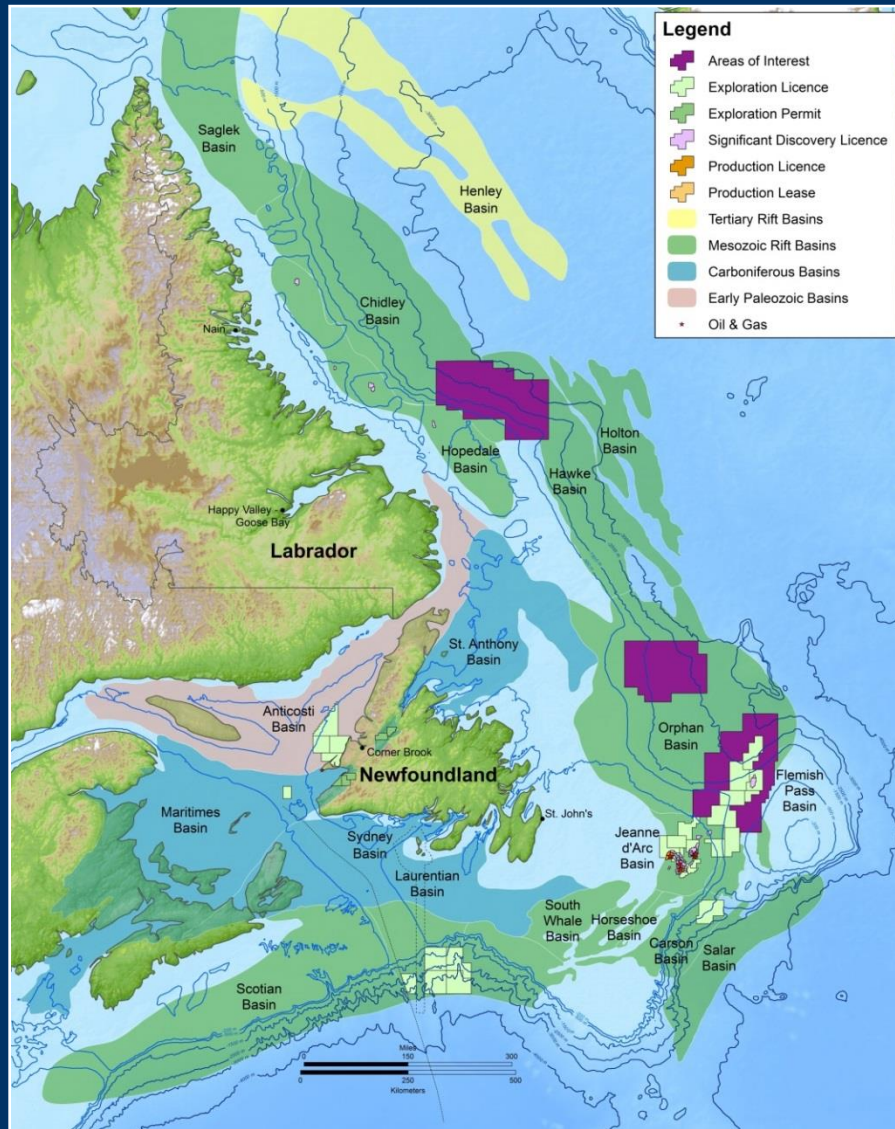 Legend
Areas of Interest
Exploration Licence
Exploration Permit
Significant Discovery Licence
Production Licence
Production Lease
Tertiary Rift Basins
Mesozoic Rift Basins
Carboniferous Basins
Early Paleozoic Basins
Oil & Gas
Saglek
Basin
Henley
Basin
Chidley
Basin
Nain
Holton
Basin
Hopedale
Basin
Hawke
Basin
Happy Valley -
Goose Bay
Labrador
St. Anthony
Basin
Anticosti
Basin
Orphan
Basin
Corner Brook
Newfoundland
Flemish
Pass
Basin
Maritimes
Basin
St. John's
Sydney
Basin
Jeanne
d'Arc
Basin
Laurentian
Basin
South
Whale
Basin
Horseshoe
Basin
Carson
Basin
Salar
Basin
Scotian
Basin
Miles
0 150 300
0 250 500
Kilometers